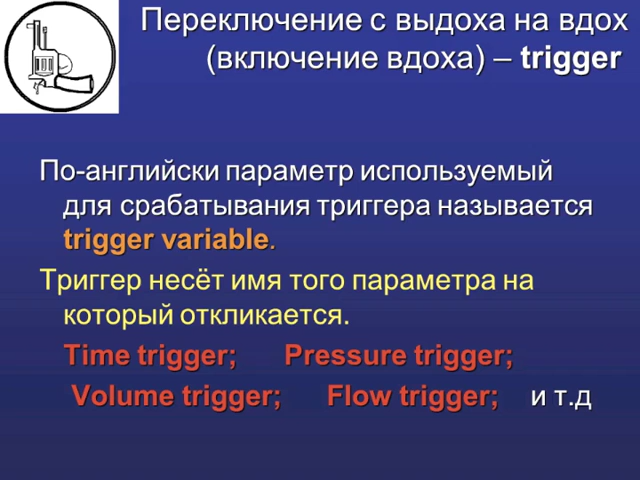 Переключение с выдоха на вдох
(включение вдоха) – trigger
По-английски параметр используемый
для срабатывания триггера называется
trigger variable.
Триггер несёт имя того параметра на
который откликается.
Time trigger; Pressure trigger;
Volume trigger; Flow trigger; и т.д